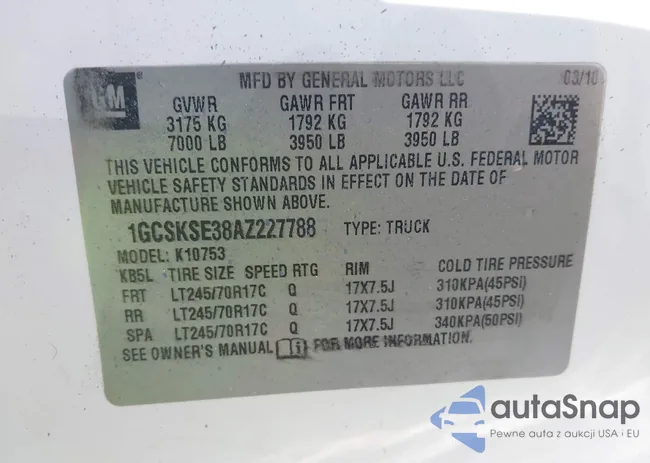 GM MFD BY GENERAL MOTORS LLC 03/10
GVWR GAWR FRT GAWR RR
3175 KG 1792 KG 1792 KG
7000 LB 3950 LB 3950 LB
THIS VEHICLE CONFORMS TO ALL APPLICABLE U.S. FEDERAL MOTOR
VEHICLE SAFETY STANDARDS IN EFFECT ON THE DATE OF
MANUFACTURE SHOWN ABOVE.
1GCSKSE38AZ227788 TYPE: TRUCK
MODEL: K10753
KB5L TIRE SIZE SPEED RTG RIM COLD TIRE PRESSURE
FRT LT245/70R17C Q 17X7.5J 310KPA(45PSI)
RR LT245/70R17C Q 17X7.5J 310KPA(45PSI)
SPA LT245/70R17C Q 17X7.5J 340KPA(50PSI)
SEE OWNER'S MANUAL i FOR MORE INFORMATION.
autaSnap
Pewne auta z aukcji USA i EU